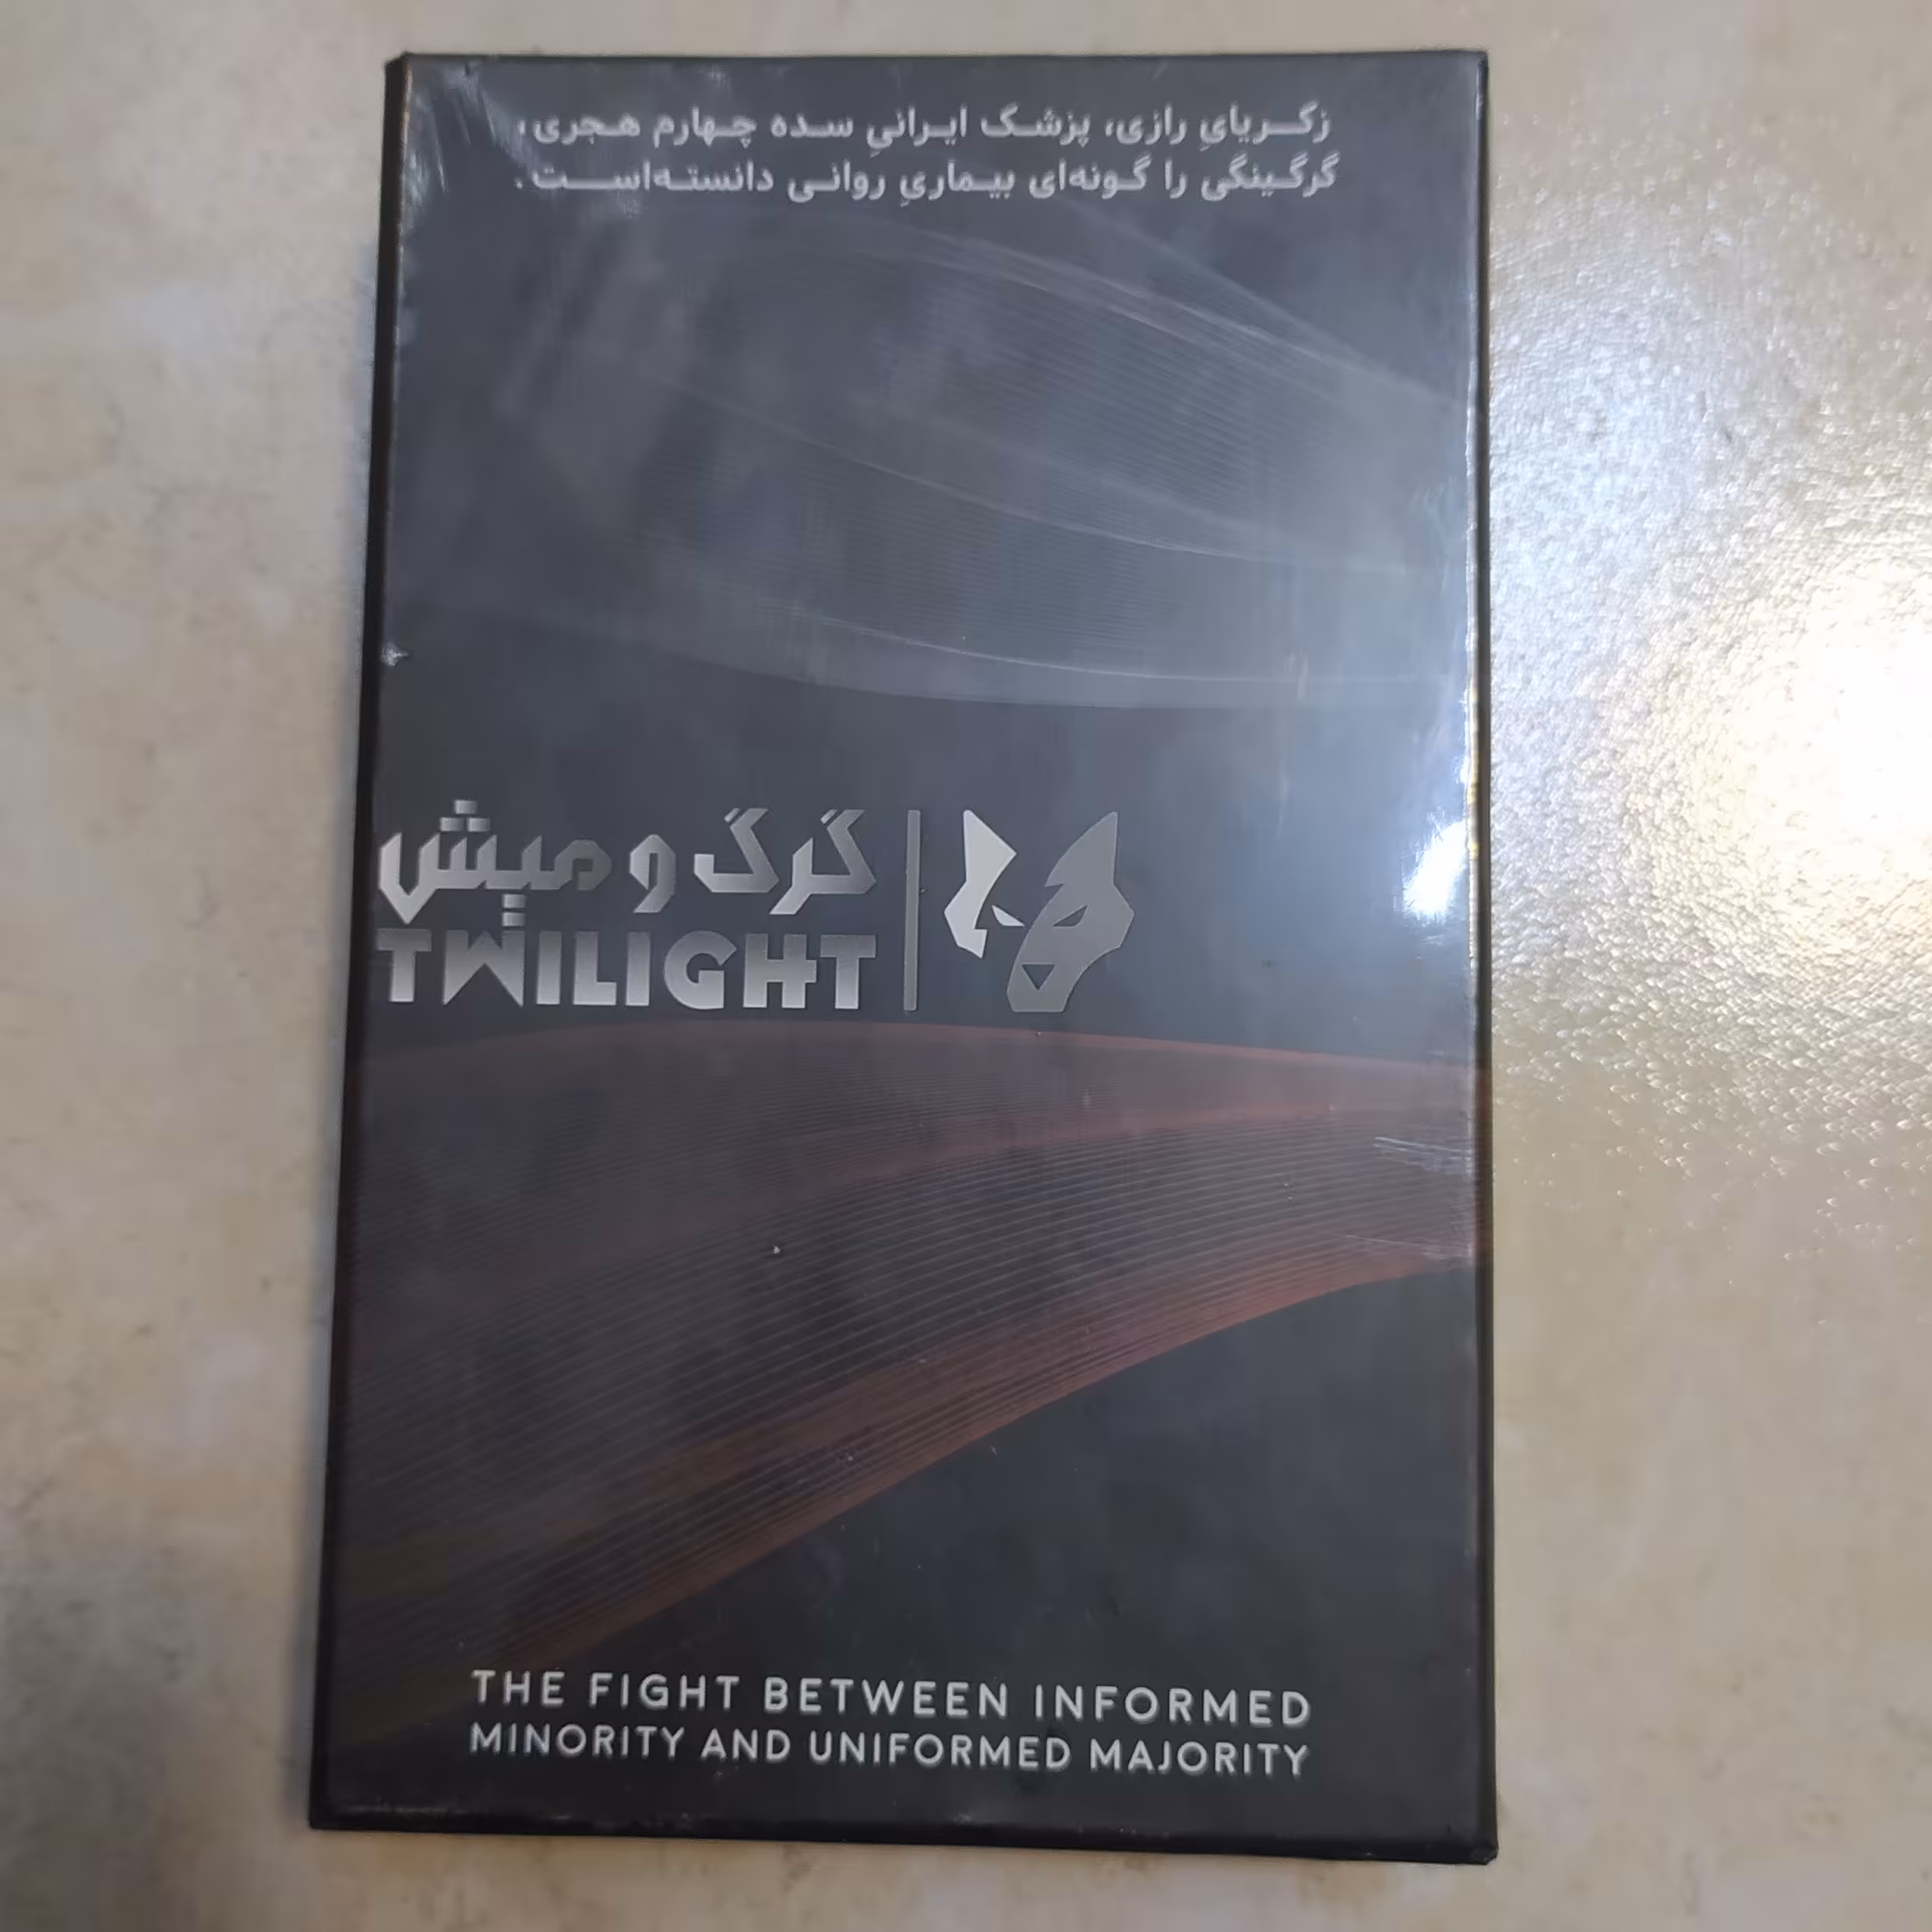 زکریایِ رازی، پزشک ایرانیِ سده چهارم هجری،
گرگینگی را گونه‌ای بیماریِ روانی دانسته‌است.
گرگ و میش
TWILIGHT
THE FIGHT BETWEEN INFORMED
MINORITY AND UNIFORMED MAJORITY